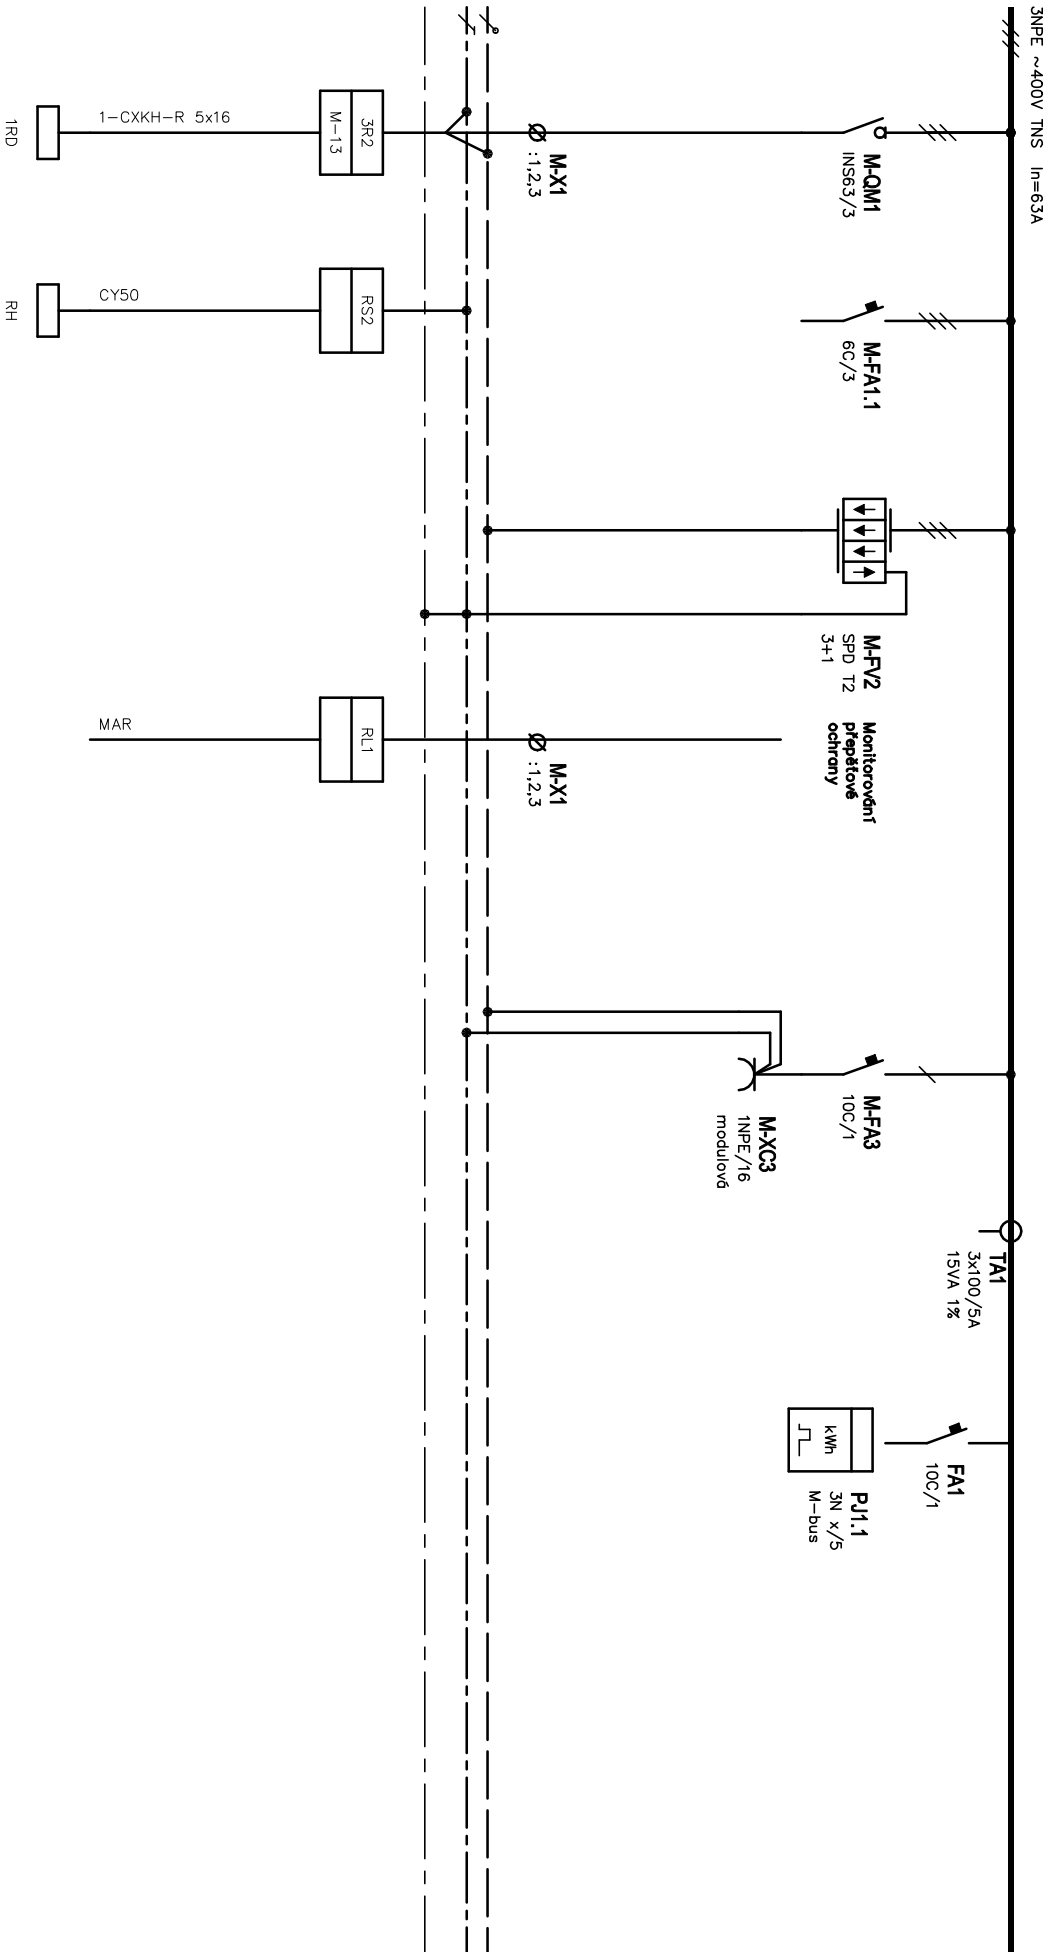 3NPE ~400V TNS In=63A
M-QM1
INS63/3
M-X1
:1,2,3
3R2
M-13
1-CXKH-R 5x16
1RD
M-FA1.1
6C/3
RS2
CY50
RH
M-FV2
SPD T2
3+1
Monitorování
přepěťové
ochrany
M-X1
:1,2,3
RL1
MAR
M-FA3
10C/1
M-XC3
1NPE/16
modulová
TA1
3x100/5A
15VA 1%
FA1
10C/1
kWh
PJ1.1
3N x/5
M-bus